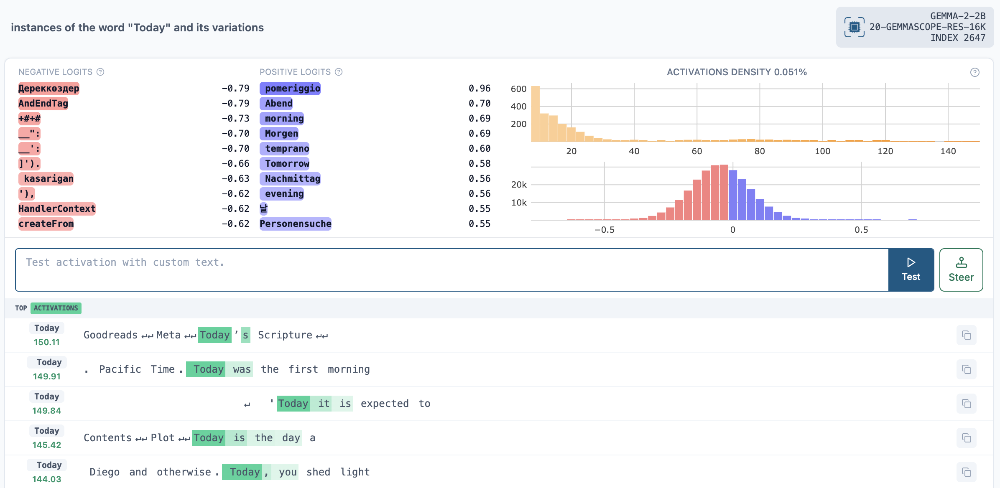 instances of the word "Today" and its variations
GEMMA-2-2B
20-GEMMASCOPE-RES-16K
INDEX 2647
NEGATIVE LOGITS
Дереккөздер −0.79
AndEndTag −0.79
+#+# −0.73
__": −0.70
__': −0.70
]'). −0.66
kasarigan −0.63
'), −0.62
HandlerContext −0.62
createFrom −0.62
POSITIVE LOGITS
pomeriggio 0.96
Abend 0.70
morning 0.69
Morgen 0.69
temprano 0.60
Tomorrow 0.58
Nachmittag 0.56
evening 0.56
날 0.55
Personensuche 0.55
ACTIVATIONS DENSITY 0.051%
600
400
200
20 40 60 80 100 120 140
20k
10k
−0.5 0 0.5
Test activation with custom text.
Test
Steer
TOP ACTIVATIONS
Today
150.11
Goodreads ↵↵ Meta ↵↵ Today’s Scripture ↵↵
Today
149.91
. Pacific Time. Today was the first morning
Today
149.84
↵ 'Today it is expected to
Today
145.42
Contents ↵↵ Plot ↵↵ Today is the day a
Today
144.03
Diego and otherwise. Today, you shed light